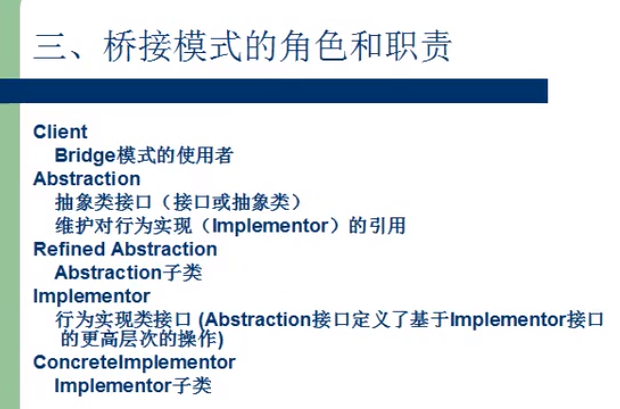 三、桥接模式的角色和职责
Client
Bridge模式的使用者
Abstraction
抽象类接口（接口或抽象类）
维护对行为实现（Implementor）的引用
Refined Abstraction
Abstraction子类
Implementor
行为实现类接口 (Abstraction接口定义了基于Implementor接口
的更高层次的操作)
ConcreteImplementor
Implementor子类